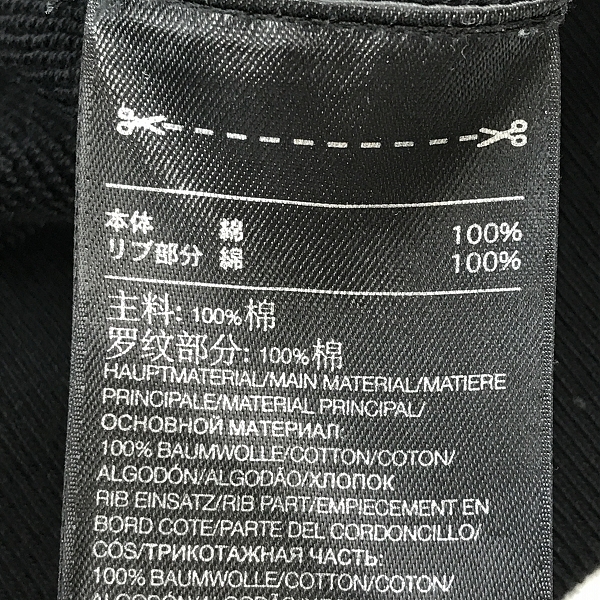 本体 綿 100%
リブ部分 綿 100%
主料: 100%棉
罗纹部分: 100%棉
HAUPTMATERIAL/MAIN MATERIAL/MATIERE
PRINCIPALE/MATERIAL PRINCIPAL/
ОСНОВНОЙ МАТЕРИАЛ
100% BAUMWOLLE/COTTON/COTON/
ALGODÓN/ALGODÃO/ХЛОПОК
RIB EINSATZ/RIB PART/EMPIECEMENT EN
BORD COTE/PARTE DEL CORDONCILLO/
CÓS/ТРИКОТАЖНАЯ ЧАСТЬ:
100% BAUMWOLLE/COTTON/COTON/